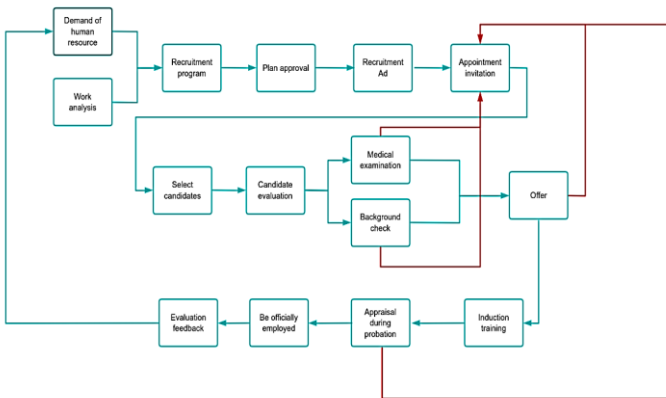 Demand of
human
resource
Work
analysis
Recruitment
program
Plan approval
Recruitment
Ad
Appointment
invitation
Select
candidates
Candidate
evaluation
Medical
examination
Background
check
Offer
Evaluation
feedback
Be officially
employed
Appraisal
during
probation
Induction
training